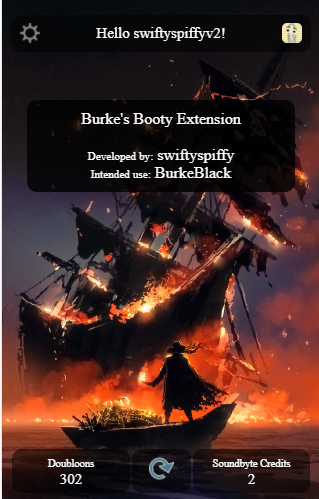 Hello swiftyspiffyv2!
Burke's Booty Extension
Developed by: swiftyspiffy
Intended use: BurkeBlack
Doubloons
302
Soundbyte Credits
2